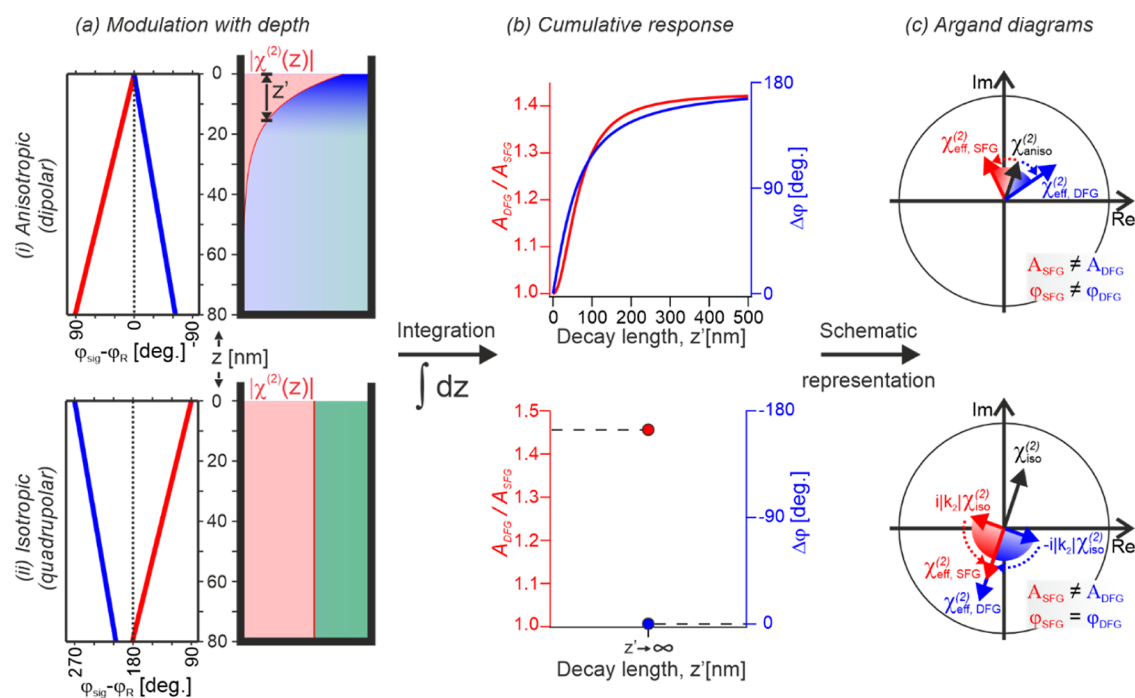 (a) Modulation with depth
(b) Cumulative response
(c) Argand diagrams
(i) Anisotropic
(dipolar)
|χ(2)(z)|
z'
0
20
40
60
80
90
0
-90
φsig-φR [deg.]
z [nm]
Integration
∫ dz
1.4
1.3
1.2
1.1
1.0
ADFG / ASFG
180
90
0
Δφ [deg.]
0 100 200 300 400 500
Decay length, z'[nm]
Schematic
representation
Im
Re
χ(2)eff, SFG
χ(2)aniso
χ(2)eff, DFG
ASFG ≠ ADFG
φSFG ≠ φDFG
(ii) Isotropic
(quadrupolar)
|χ(2)(z)|
0
20
40
60
80
270 180 90
φsig-φR [deg.]
1.5
1.4
1.3
1.2
1.1
1.0
ADFG / ASFG
-180
-90
0
Δφ [deg.]
z'→∞
Decay length, z'[nm]
Im
Re
χ(2)iso
i|k2|χ(2)iso
-i|k2|χ(2)iso
χ(2)eff, SFG
χ(2)eff, DFG
ASFG ≠ ADFG
φSFG = φDFG